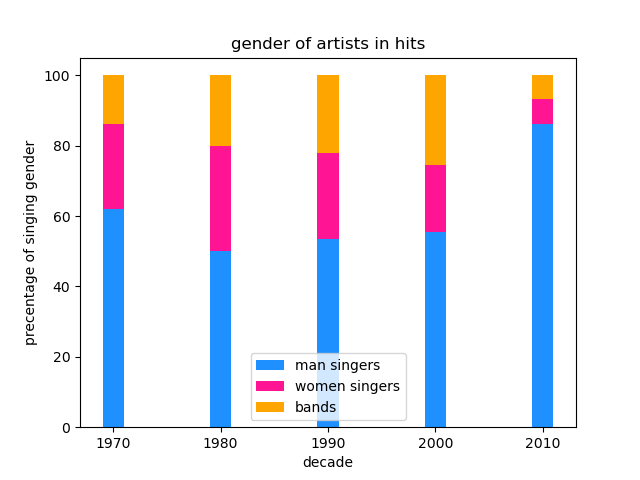 gender of artists in hits
precentage of singing gender
100
80
60
40
20
0
man singers
women singers
bands
1970 1980 1990 2000 2010
decade